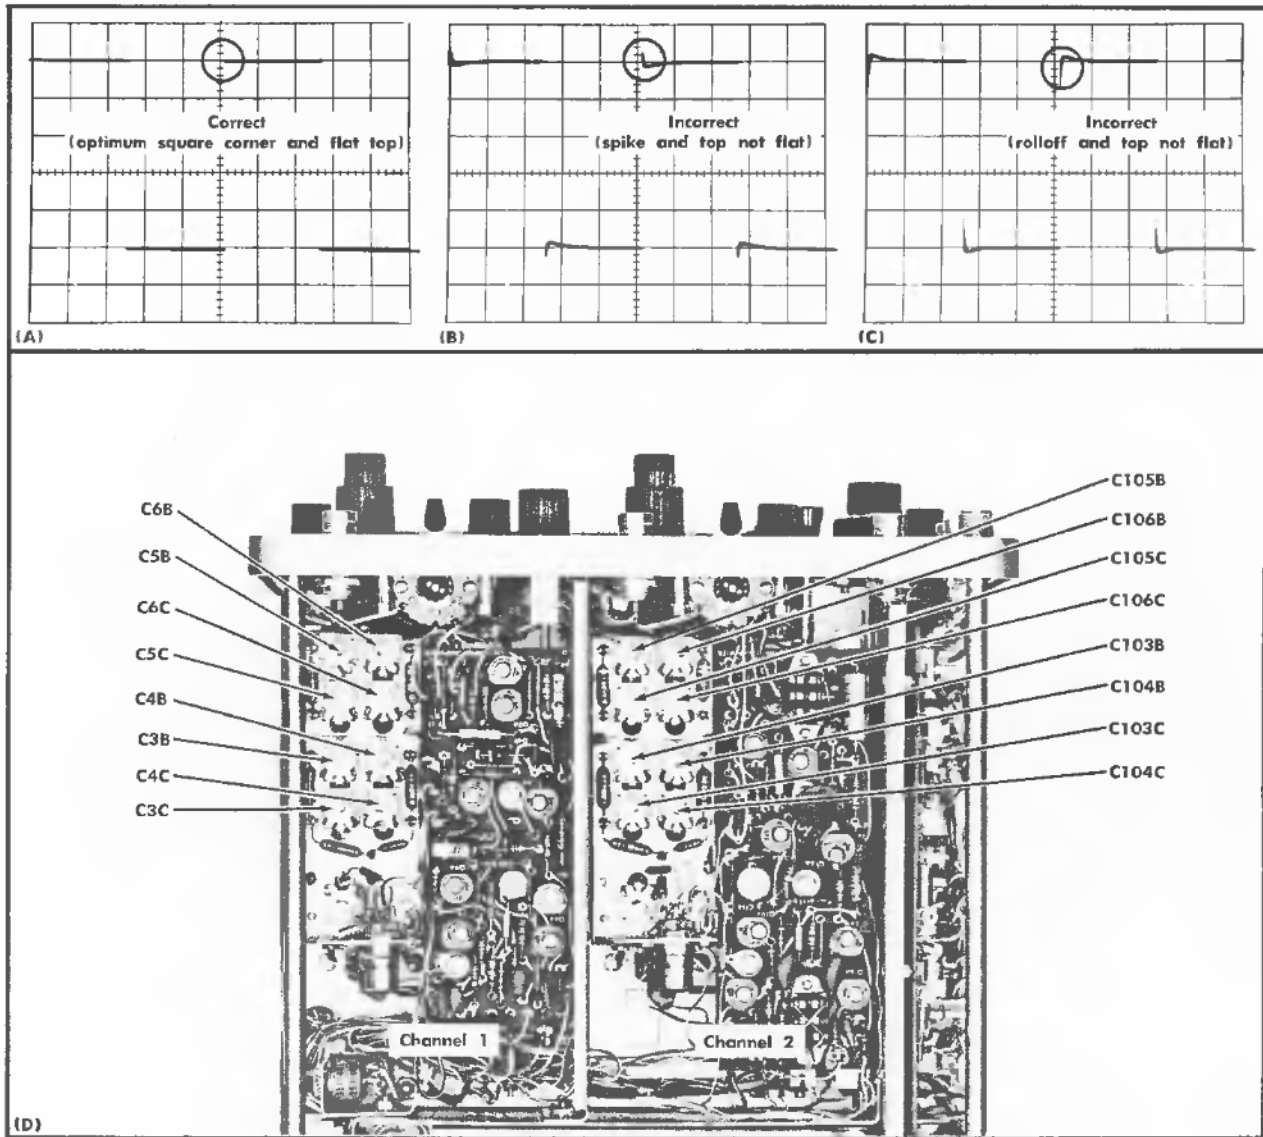 Correct
(optimum square corner and flat top)
(A)
Incorrect
(spike and top not flat)
(B)
Incorrect
(rolloff and top not flat)
(C)
C6B
C5B
C6C
C5C
C4B
C3B
C4C
C3C
C105B
C106B
C105C
C106C
C103B
C104B
C103C
C104C
Channel 1
Channel 2
(D)